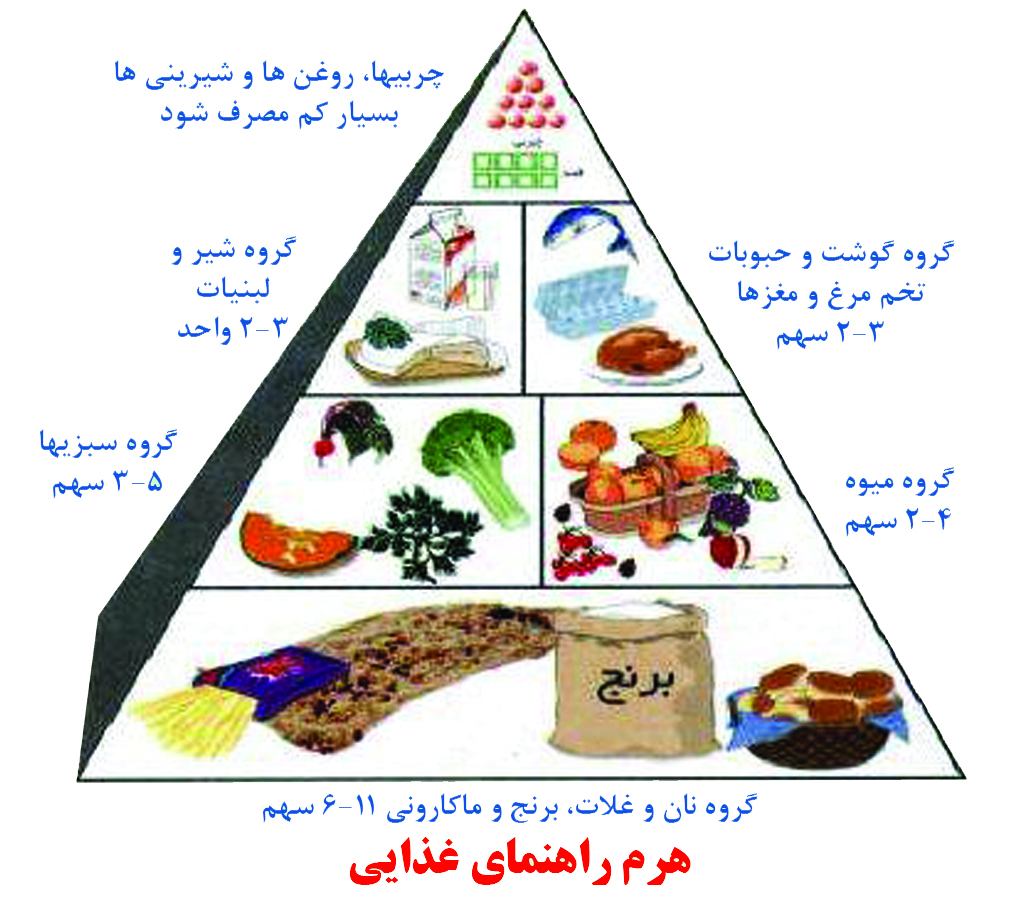 چربیها، روغن ها و شیرینی ها
بسیار کم مصرف شود
چربی
قند
گروه شیر و
لبنیات
۲-۳ واحد
گروه گوشت و حبوبات
تخم مرغ و مغزها
۲-۳ سهم
گروه سبزیها
۳-۵ سهم
گروه میوه
۲-۴ سهم
برنج
گروه نان و غلات، برنج و ماکارونی ۱۱-۶ سهم
هرم راهنمای غذایی